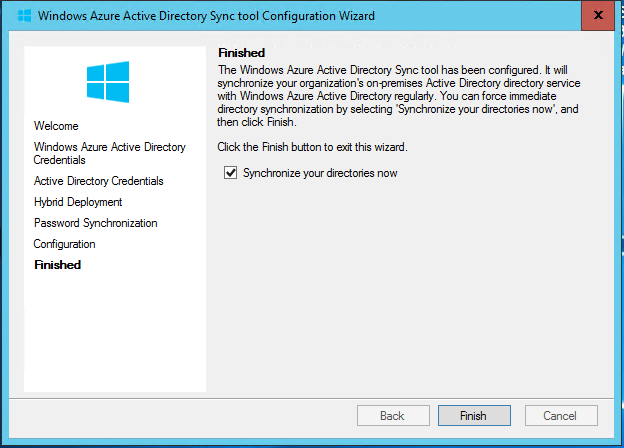 Windows Azure Active Directory Sync tool Configuration Wizard
x
Welcome
Windows Azure Active Directory
Credentials
Active Directory Credentials
Hybrid Deployment
Password Synchronization
Configuration
Finished
Finished
The Windows Azure Active Directory Sync tool has been configured. It will
synchronize your organization's on-premises Active Directory directory service
with Windows Azure Active Directory regularly. You can force immediate
directory synchronization by selecting 'Synchronize your directories now', and
then click Finish.
Click the Finish button to exit this wizard.
Synchronize your directories now
Back
Finish
Cancel